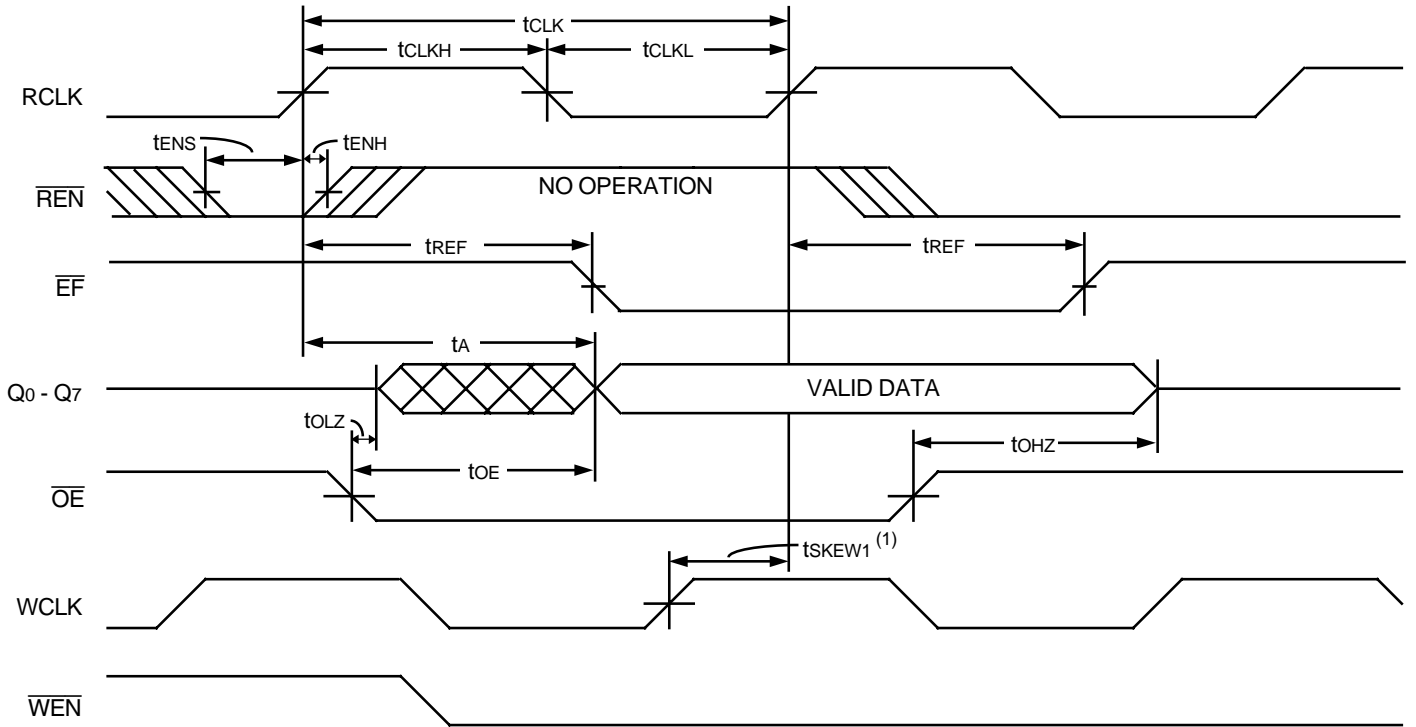 tCLK
tCLKH
tCLKL
RCLK
tENS
tENH
REN
NO OPERATION
tREF
tREF
EF
tA
Q0 - Q7
VALID DATA
tOLZ
tOHZ
tOE
OE
tSKEW1 (1)
WCLK
WEN